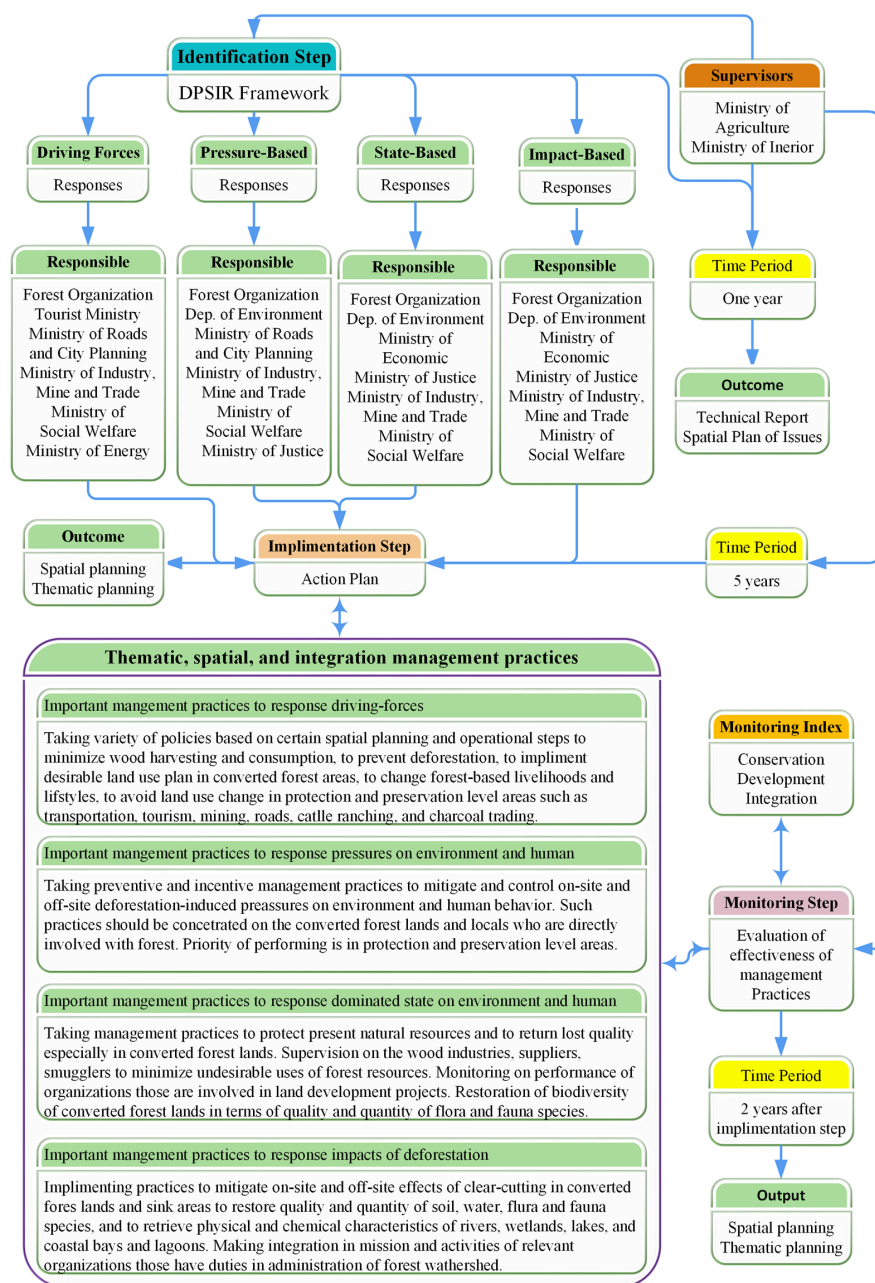 Identification Step
DPSIR Framework
Supervisors
Ministry of
Agriculture
Ministry of Inerior
Driving Forces
Responses
Pressure-Based
Responses
State-Based
Responses
Impact-Based
Responses
Responsible
Forest Organization
Tourist Ministry
Ministry of Roads
and City Planning
Ministry of Industry,
Mine and Trade
Ministry of
Social Welfare
Ministry of Energy
Responsible
Forest Organization
Dep. of Environment
Ministry of Roads
and City Planning
Ministry of Industry,
Mine and Trade
Ministry of
Social Welfare
Ministry of Justice
Responsible
Forest Organization
Dep. of Environment
Ministry of
Economic
Ministry of Justice
Ministry of Industry,
Mine and Trade
Ministry of
Social Welfare
Responsible
Forest Organization
Dep. of Environment
Ministry of
Economic
Ministry of Justice
Ministry of Industry,
Mine and Trade
Ministry of
Social Welfare
Time Period
One year
Outcome
Technical Report
Spatial Plan of Issues
Outcome
Spatial planning
Thematic planning
Implimentation Step
Action Plan
Time Period
5 years
Thematic, spatial, and integration management practices
Important mangement practices to response driving-forces
Taking variety of policies based on certain spatial planning and operational steps to
minimize wood harvesting and consumption, to prevent deforestation, to impliment
desirable land use plan in converted forest areas, to change forest-based livelihoods and
lifstyles, to avoid land use change in protection and preservation level areas such as
transportation, tourism, mining, roads, catlle ranching, and charcoal trading.
Important mangement practices to response pressures on environment and human
Taking preventive and incentive management practices to mitigate and control on-site and
off-site deforestation-induced preassures on environment and human behavior. Such
practices should be concetrated on the converted forest lands and locals who are directly
involved with forest. Priority of performing is in protection and preservation level areas.
Important mangement practices to response dominated state on environment and human
Taking management practices to protect present natural resources and to return lost quality
especially in converted forest lands. Supervision on the wood industries, suppliers,
smugglers to minimize undesirable uses of forest resources. Monitoring on performance of
organizations those are involved in land development projects. Restoration of biodiversity
of converted forest lands in terms of quality and quantity of flora and fauna species.
Important mangement practices to response impacts of deforestation
Implimenting practices to mitigate on-site and off-site effects of clear-cutting in converted
fores lands and sink areas to restore quality and quantity of soil, water, flura and fauna
species, and to retrieve physical and chemical characteristics of rivers, wetlands, lakes, and
coastal bays and lagoons. Making integration in mission and activities of relevant
organizations those have duties in administration of forest wathershed.
Monitoring Index
Conservation
Development
Integration
Monitoring Step
Evaluation of
effectiveness of
management
Practices
Time Period
2 years after
implimentation step
Output
Spatial planning
Thematic planning